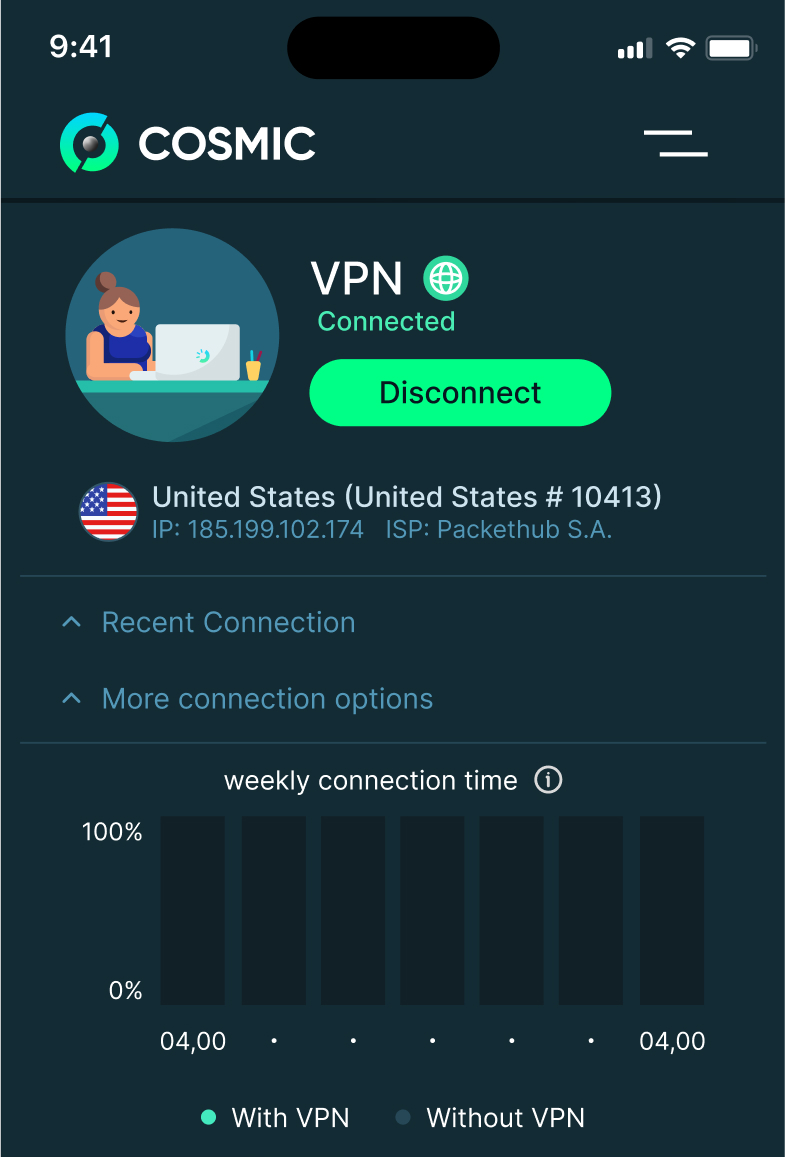 9:41
COSMIC
VPN
Connected
Disconnect
United States (United States # 10413)
IP: 185.199.102.174 ISP: Packethub S.A.
Recent Connection
More connection options
weekly connection time
100%
0%
04,00 · · · · · 04,00
With VPN Without VPN